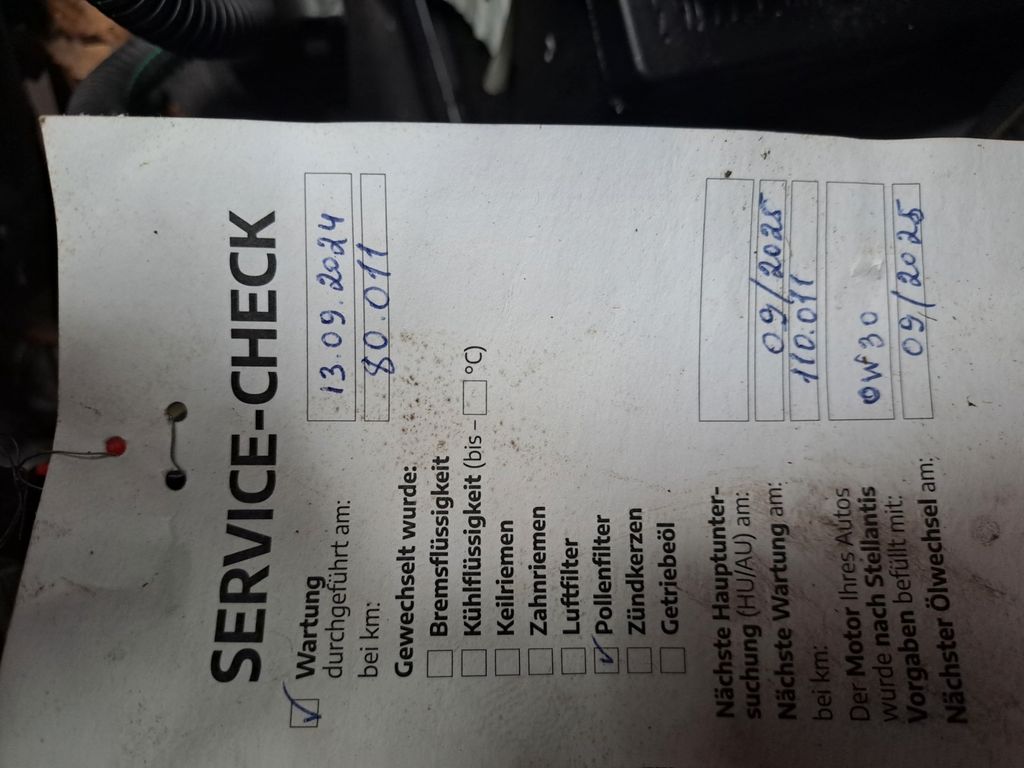 SERVICE-CHECK
☑ Wartung
durchgeführt am: 13.09.2024
bei km: 80.011
Gewechselt wurde:
☐ Bremsflüssigkeit
☐ Kühlflüssigkeit (bis – ☐ °C)
☐ Keilriemen
☐ Zahnriemen
☐ Luftfilter
☑ Pollenfilter
☐ Zündkerzen
☐ Getriebeöl
Nächste Hauptunter-
suchung (HU/AU) am:
Nächste Wartung am: 09/2025
bei km: 110.011
Der Motor Ihres Autos
wurde nach Stellantis
Vorgaben befüllt mit: 0W30
Nächster Ölwechsel am: 09/2025